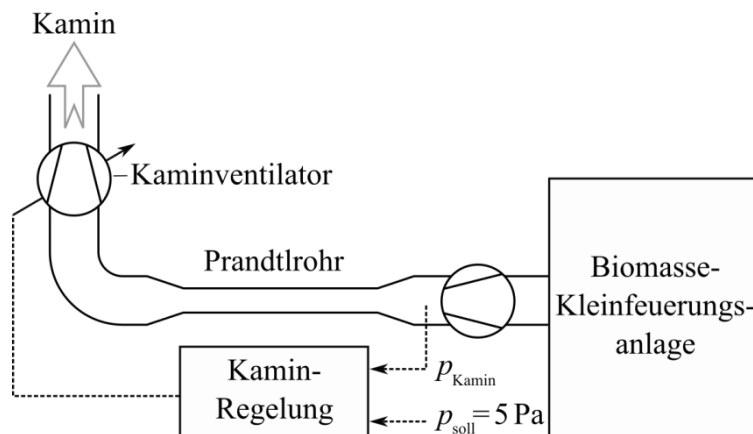 Kamin
Kaminventilator
Prandtlrohr
Biomasse-
Kleinfeuerungs-
anlage
Kamin-
Regelung
pKamin
psoll=5 Pa